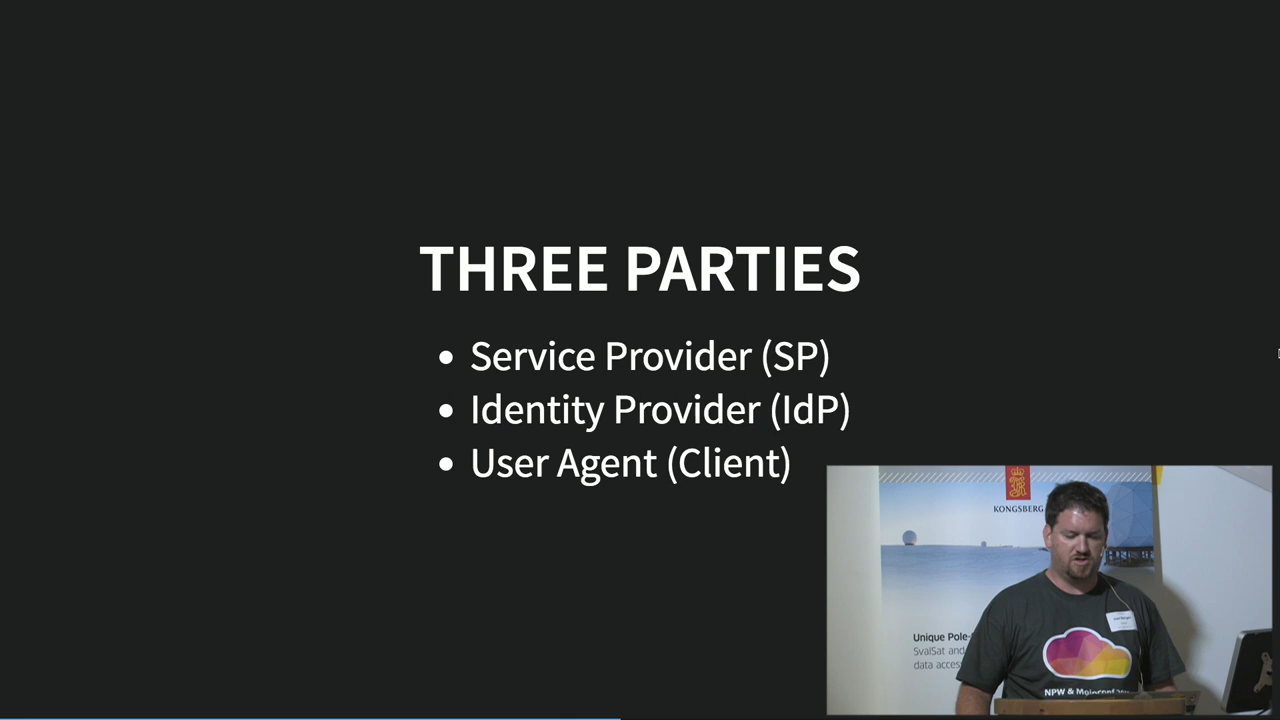 THREE PARTIES
• Service Provider (SP)
• Identity Provider (IdP)
• User Agent (Client)
KONGSBERG
Unique Pole-
SvalSat and
data access
NPW & Mojoconf